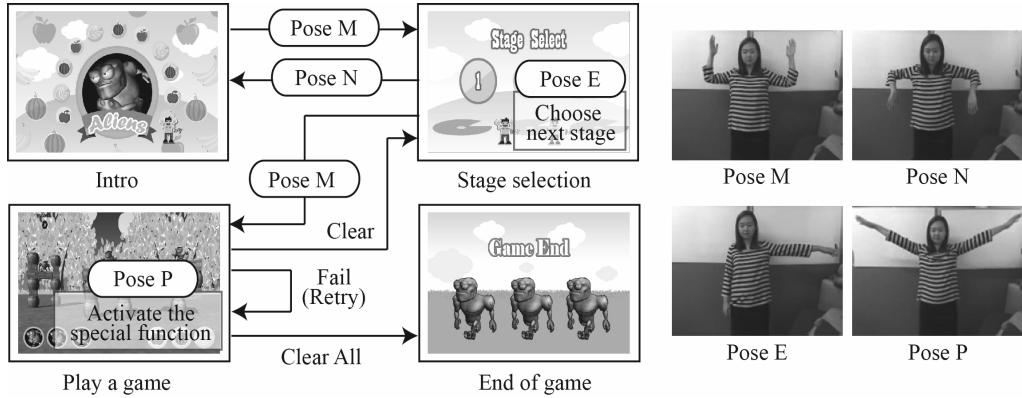 Pose M
Pose N
Stage Select
1
Pose E
Choose
next stage
Aliens
Intro
Stage selection
Pose M
Pose M
Pose N
Clear
Pose P
Activate the
special function
Fail
(Retry)
Clear All
Game End
Play a game
End of game
Pose E
Pose P